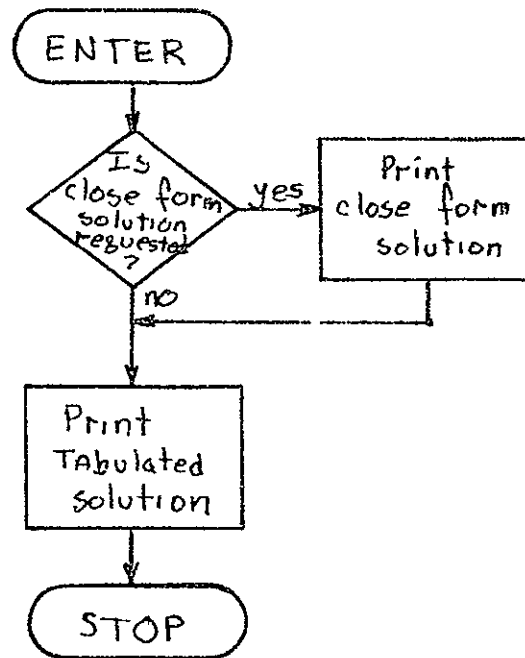 ENTER
Is
close form
solution
requested
?
yes
Print
close form
solution
no
Print
TAbulated
solution
STOP